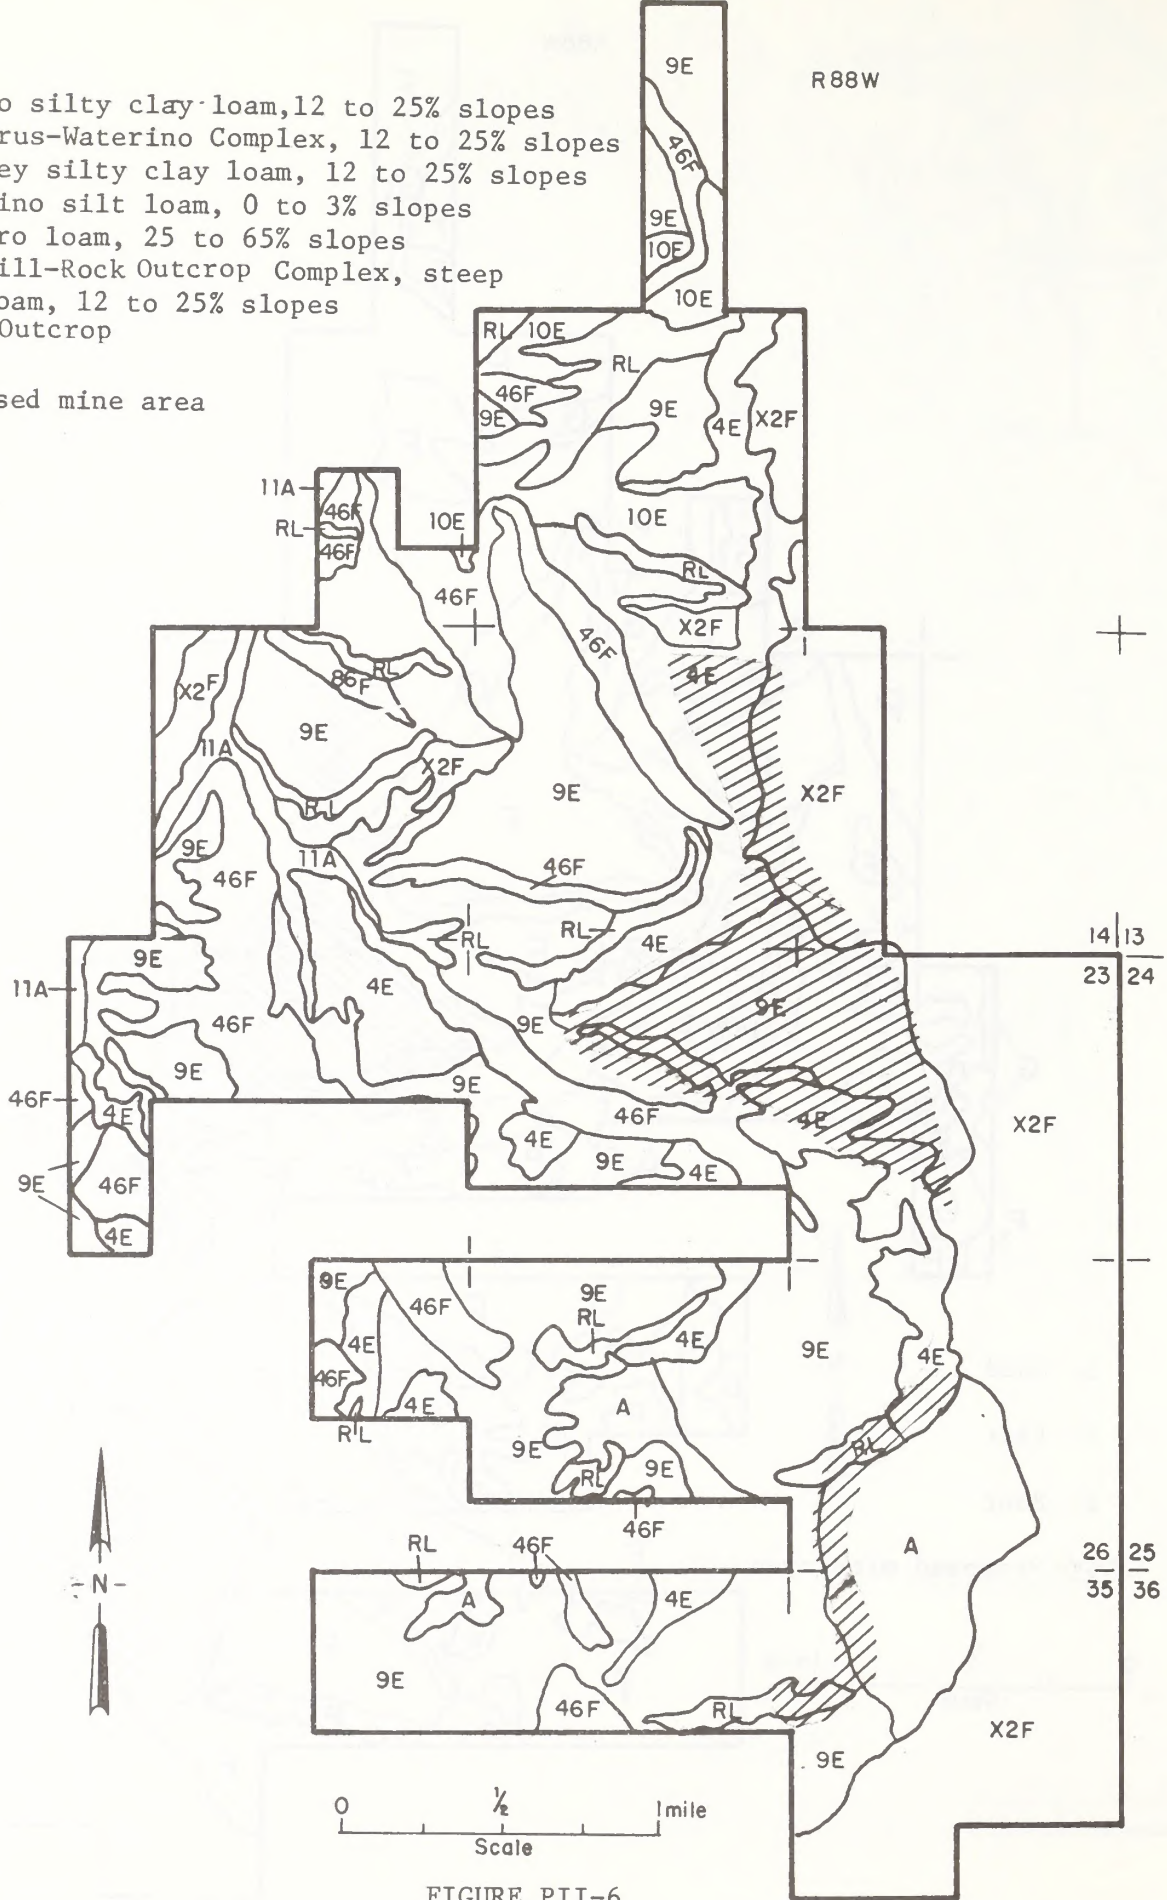 9E
R88W
o silty clay loam,12 to 25% slopes
rus-Waterino Complex, 12 to 25% slopes
ey silty clay loam, 12 to 25% slopes
ino silt loam, 0 to 3% slopes
ro loam, 25 to 65% slopes
ill-Rock Outcrop Complex, steep
oam, 12 to 25% slopes
Outcrop
sed mine area
46F
9E
10E
10E
RL 10E
RL
46F
9E
9E
4E
X2F
11A
46F
RL
46F
10E
10E
RL
46F
X2F
46F
4E
X2F
RL
86F
9E
11A
X2F
RL
9E
X2F
9E
46F
11A
46F
RL
RL
4E
14 13
23 24
9E
11A
4E
9E
9E
46F
9E
9E
46F
4E
46F
4E
X2F
4E
9E
4E
9E
46F
4E
9E
46F
9E
RL
4E
4E
9E
4E
46F
4E
A
RL
9E
RL
9E
RL
46F
A
RL
46F
26 25
35 36
- N -
A
4E
9E
46F
RL
X2F
9E
0 ½ 1 mile
Scale
FIGURE PII-6